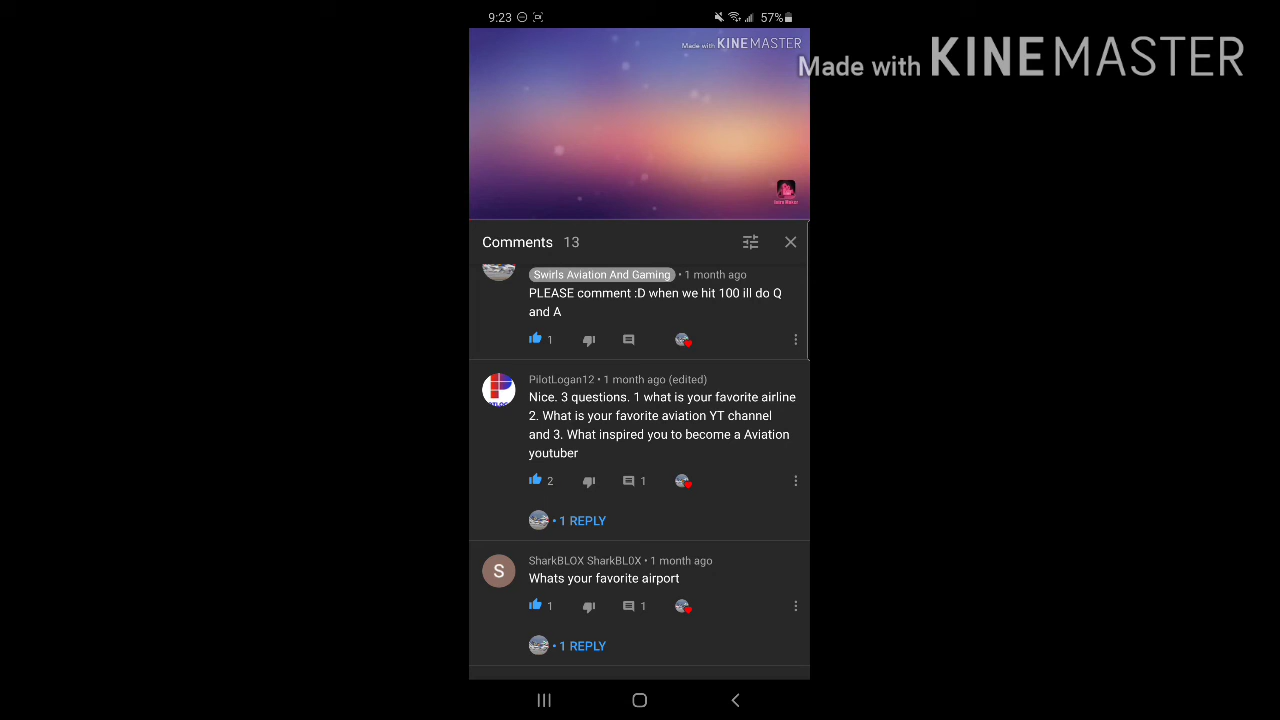 9:23
57%
Made with KINEMASTER
Made with KINEMASTER
Comments 13
Swirls Aviation And Gaming • 1 month ago
PLEASE comment :D when we hit 100 ill do Q
and A
1
PilotLogan12 • 1 month ago (edited)
Nice. 3 questions. 1 what is your favorite airline
2. What is your favorite aviation YT channel
and 3. What inspired you to become a Aviation
youtuber
2 1
• 1 REPLY
S
SharkBLOX SharkBL0X • 1 month ago
Whats your favorite airport
1 1
• 1 REPLY